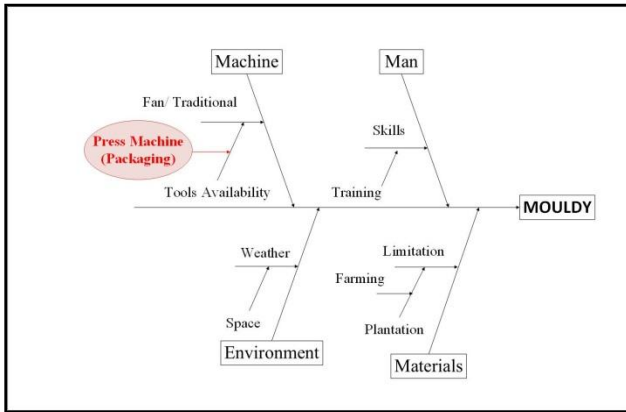 Machine
Man
Fan/ Traditional
Press Machine
(Packaging)
Skills
Tools Availability
Training
MOULDY
Weather
Limitation
Farming
Space
Plantation
Environment
Materials